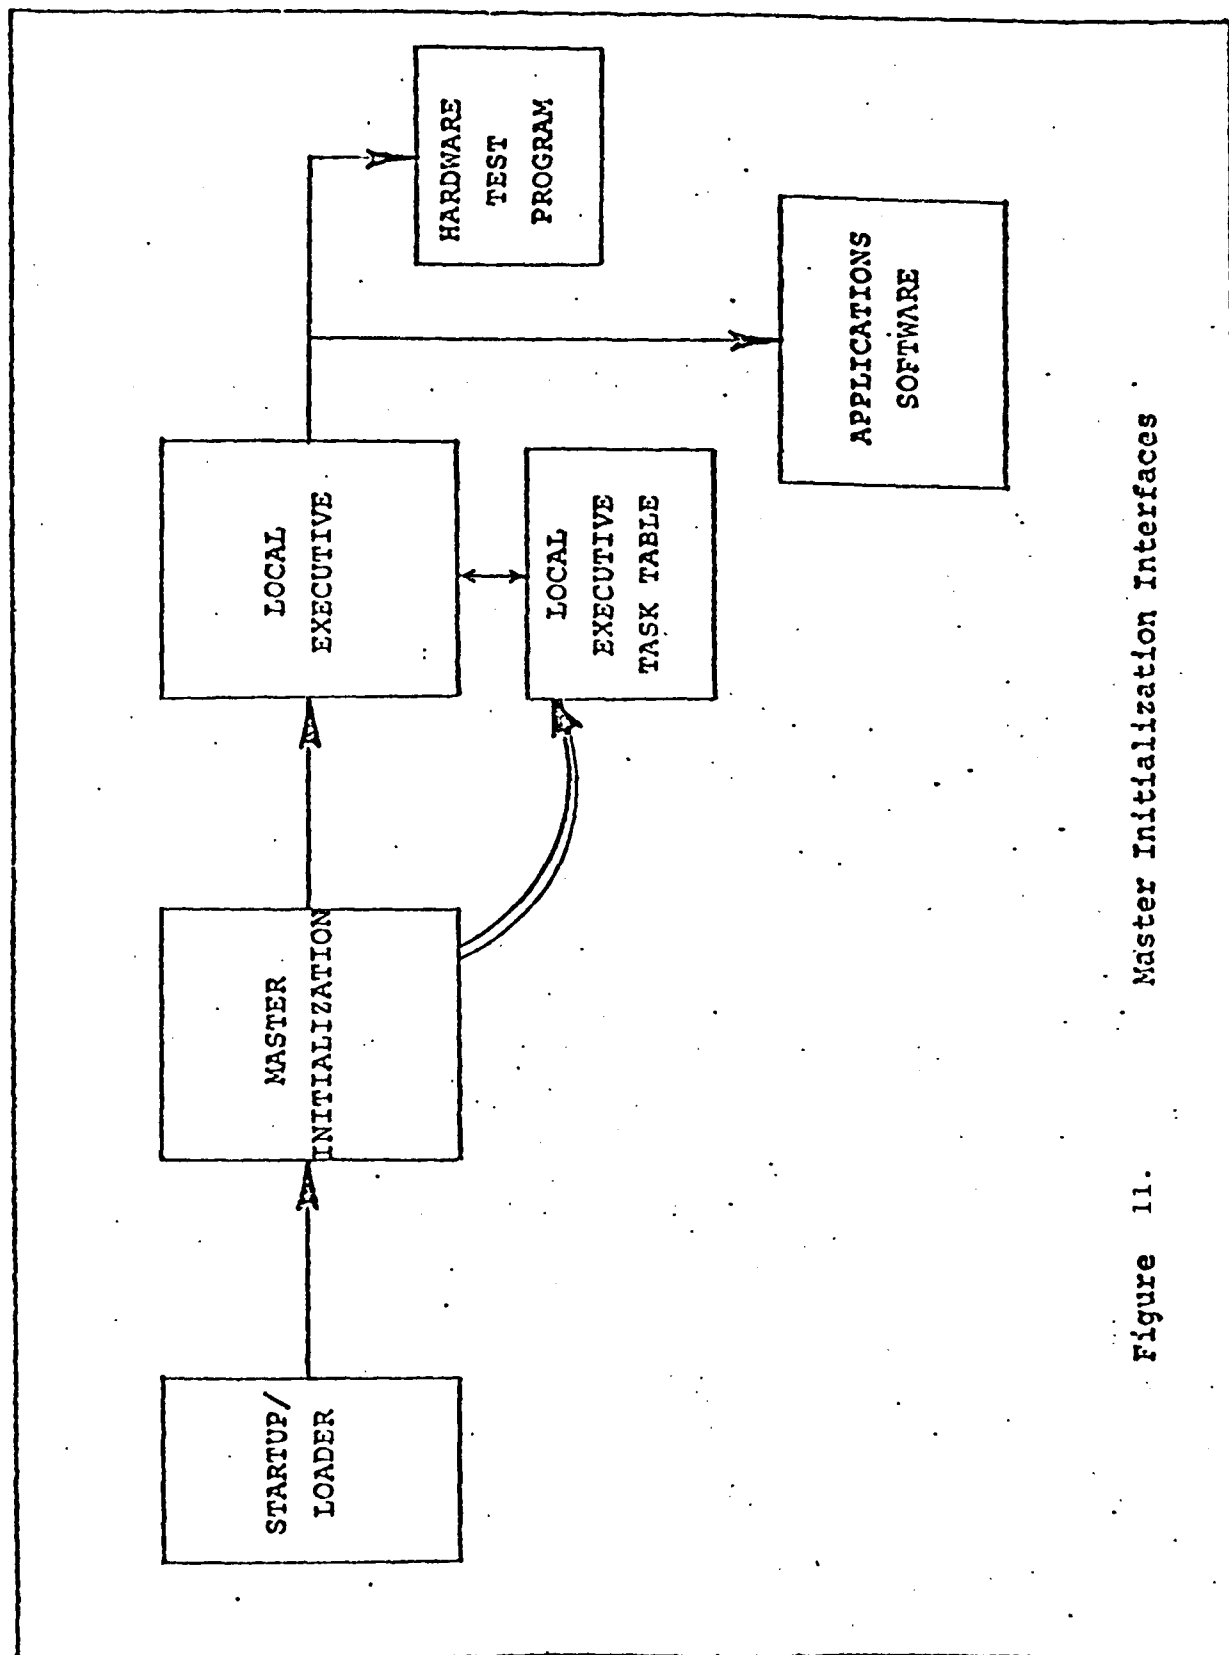 STARTUP/
LOADER
MASTER
INITIALIZATION
LOCAL
EXECUTIVE
LOCAL
EXECUTIVE
TASK TABLE
HARDWARE
TEST
PROGRAM
APPLICATIONS
SOFTWARE
Figure 11. Master Initialization Interfaces